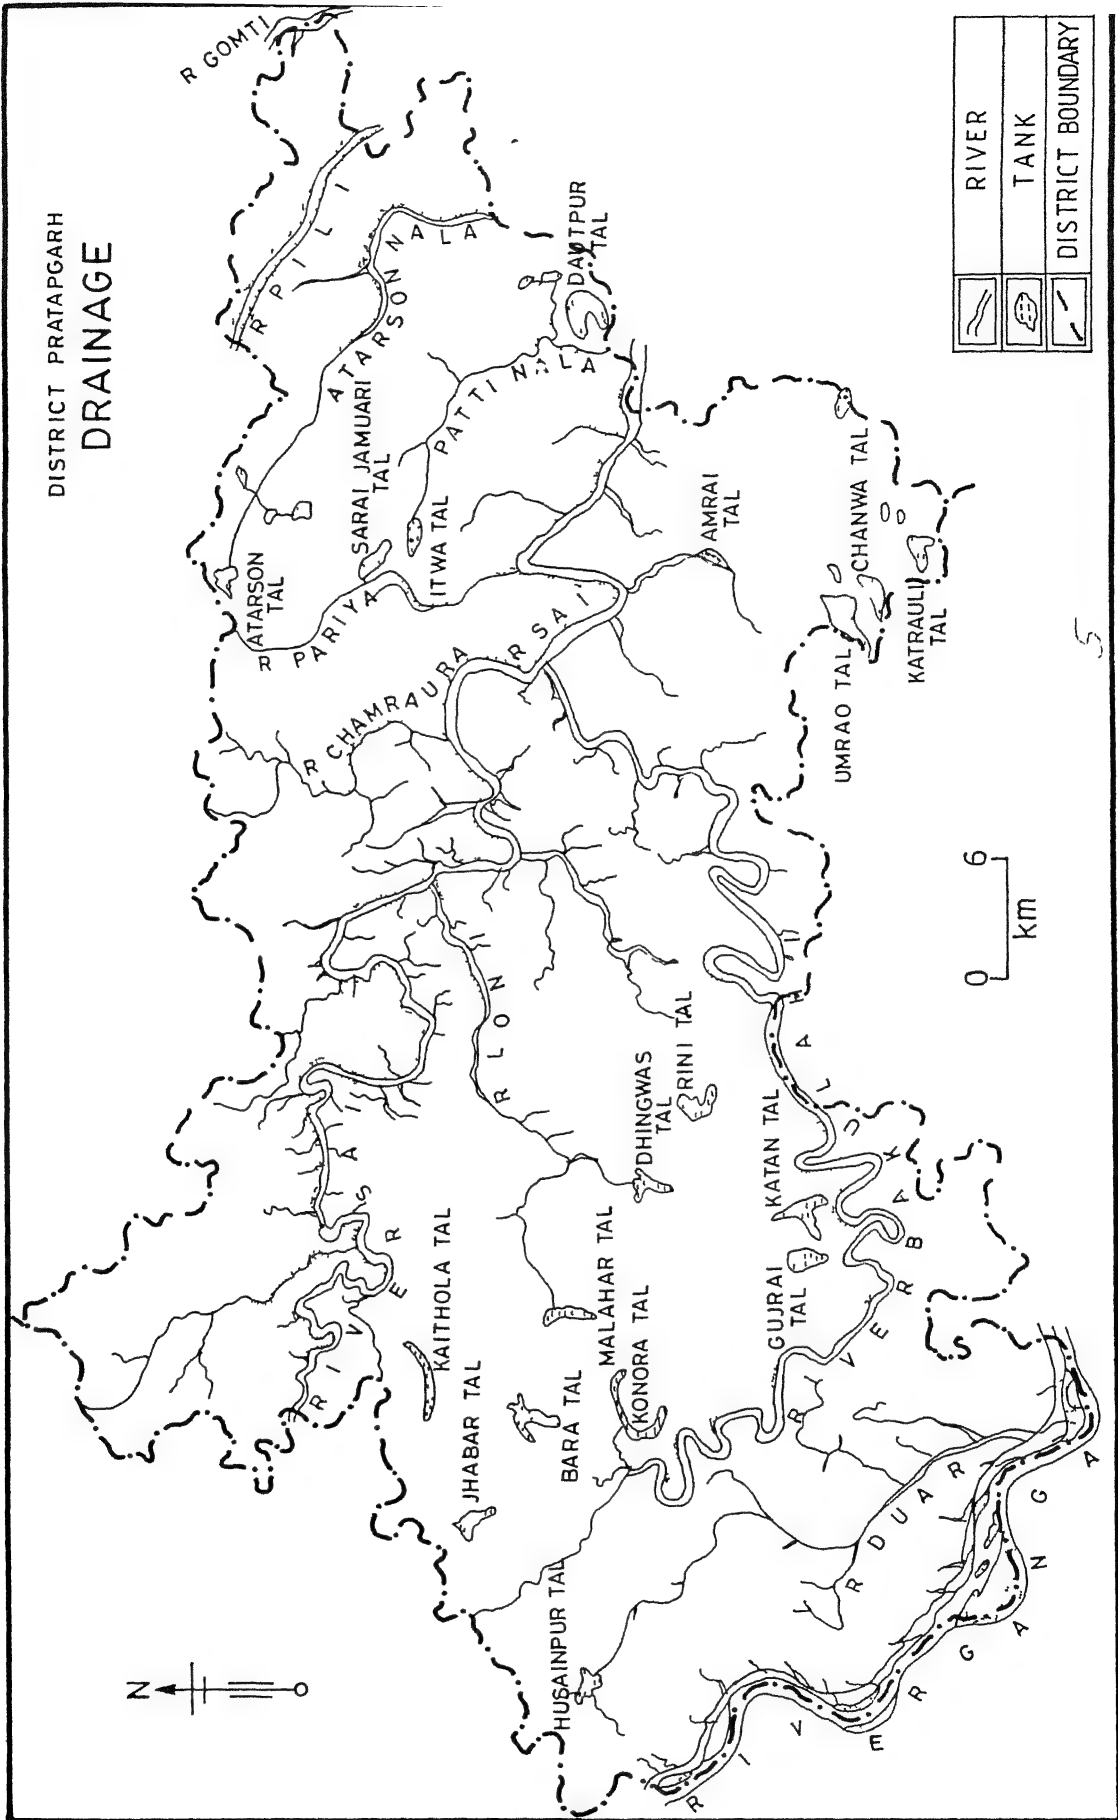 DISTRICT PRATAPGARH
DRAINAGE
N
R GOMTI
R PILI
ATARSON NALA
ATARSON
TAL
SARAI JAMUARI
TAL
PATTI NALA
DAUTPUR
TAL
ITWA TAL
R PARIYA
R CHAMRAURA
R SAI
AMRAI
TAL
CHANWA TAL
KATRAULI
TAL
UMRAO TAL
RIVER SAI
R LONI
KAITHOLA TAL
JHABAR TAL
BARA TAL
MALAHAR TAL
KONORA TAL
DHINGWAS
TAL
RINI TAL
KATAN TAL
GUJRAI
TAL
HUSAINPUR TAL
RIVER BAKULAHI
R DUAR
RIVER GANGA
0 6
km
RIVER
TANK
DISTRICT BOUNDARY
5